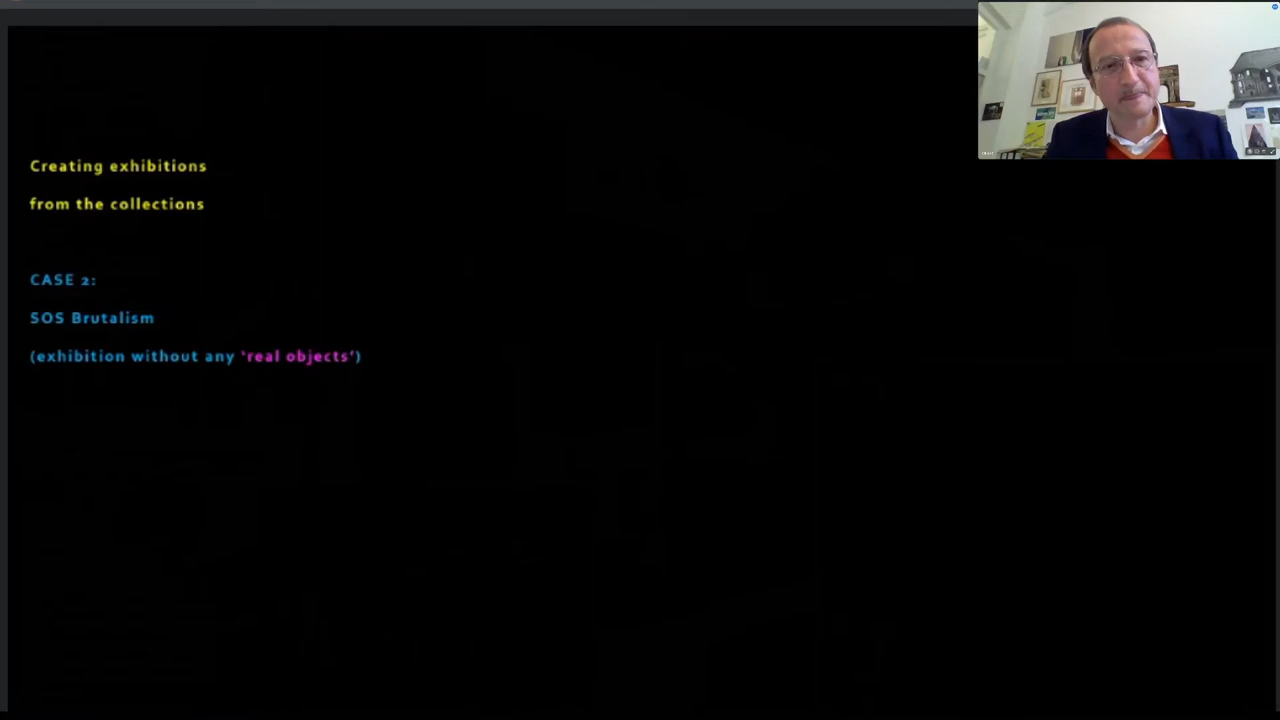 Creating exhibitions
from the collections
CASE 2:
SOS Brutalism
(exhibition without any ‘real objects’)